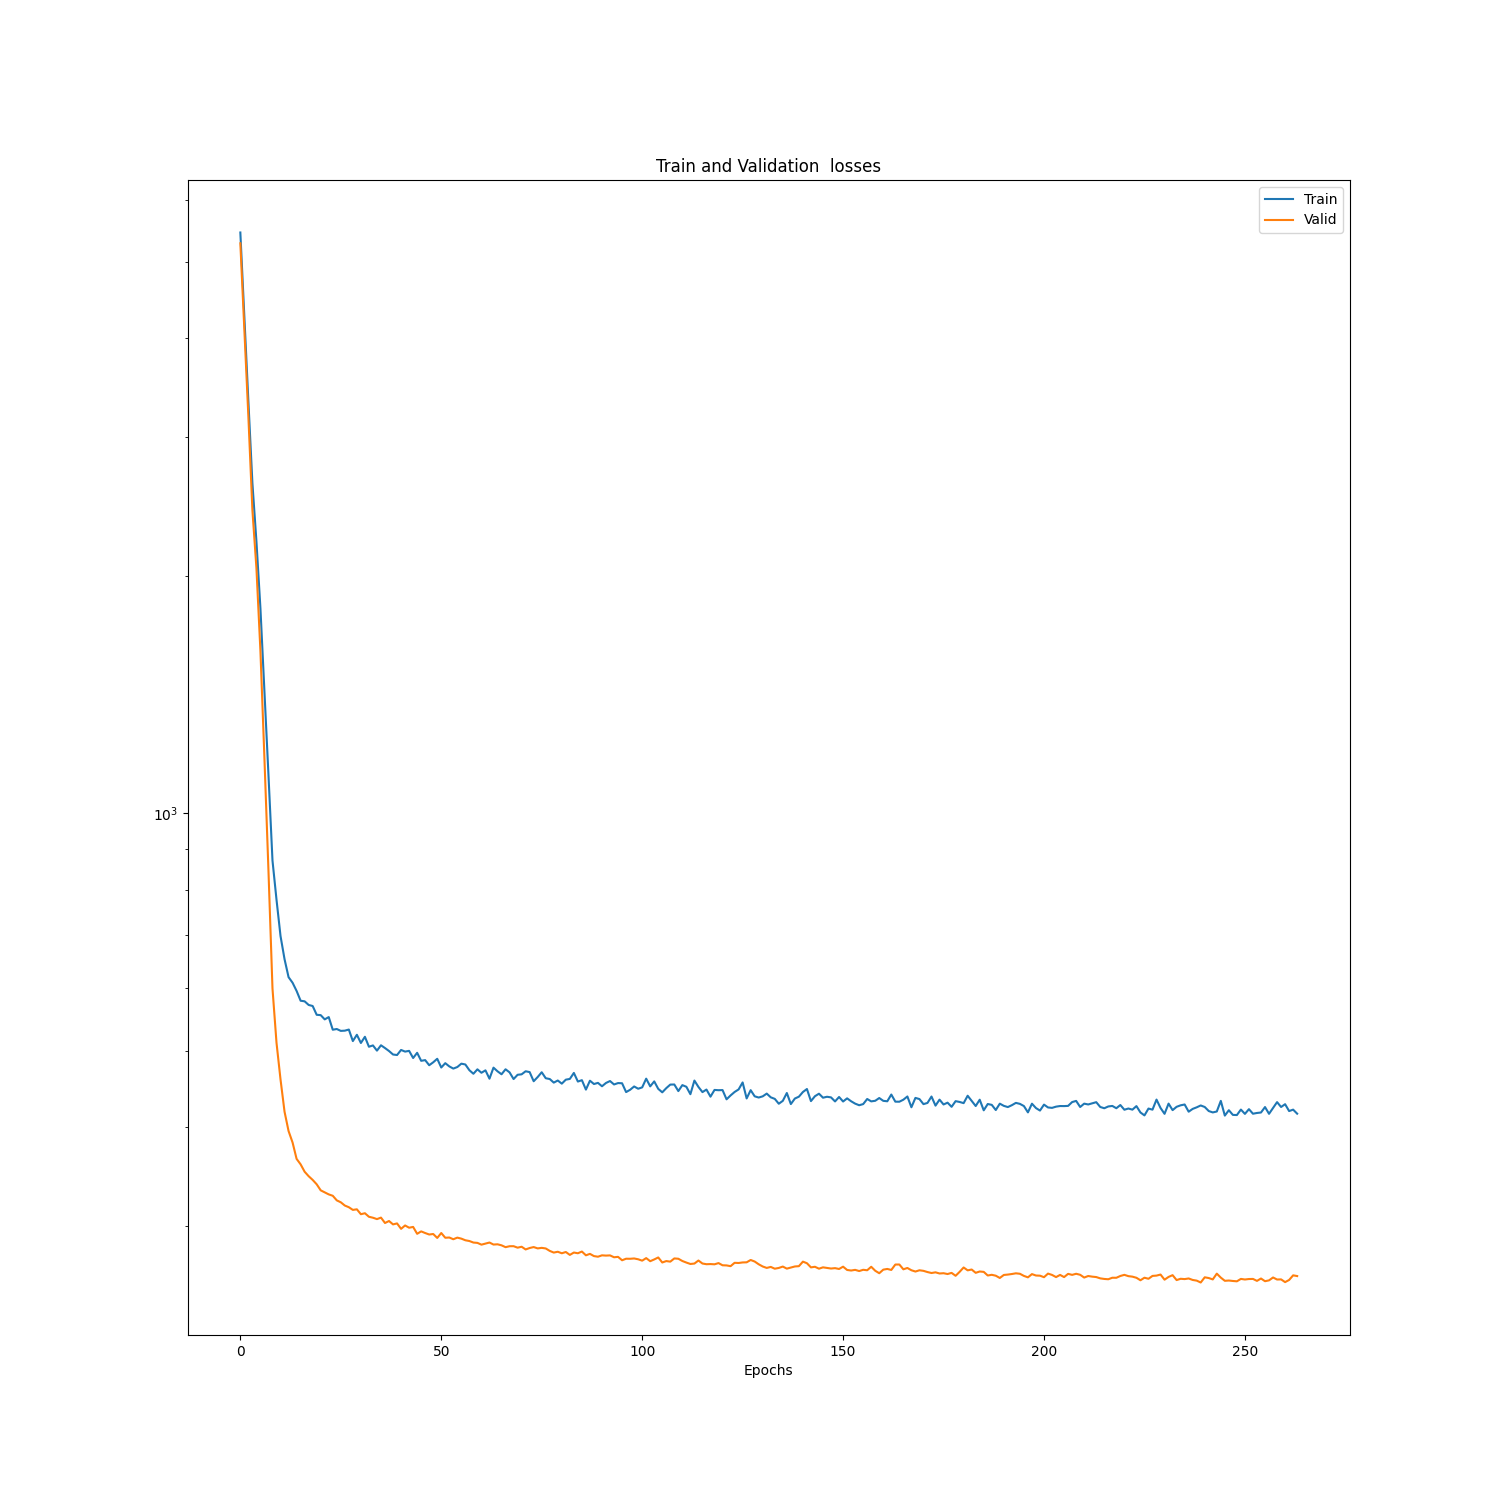 Train and Validation  losses
Train
Valid
10³
0 50 100 150 200 250
Epochs